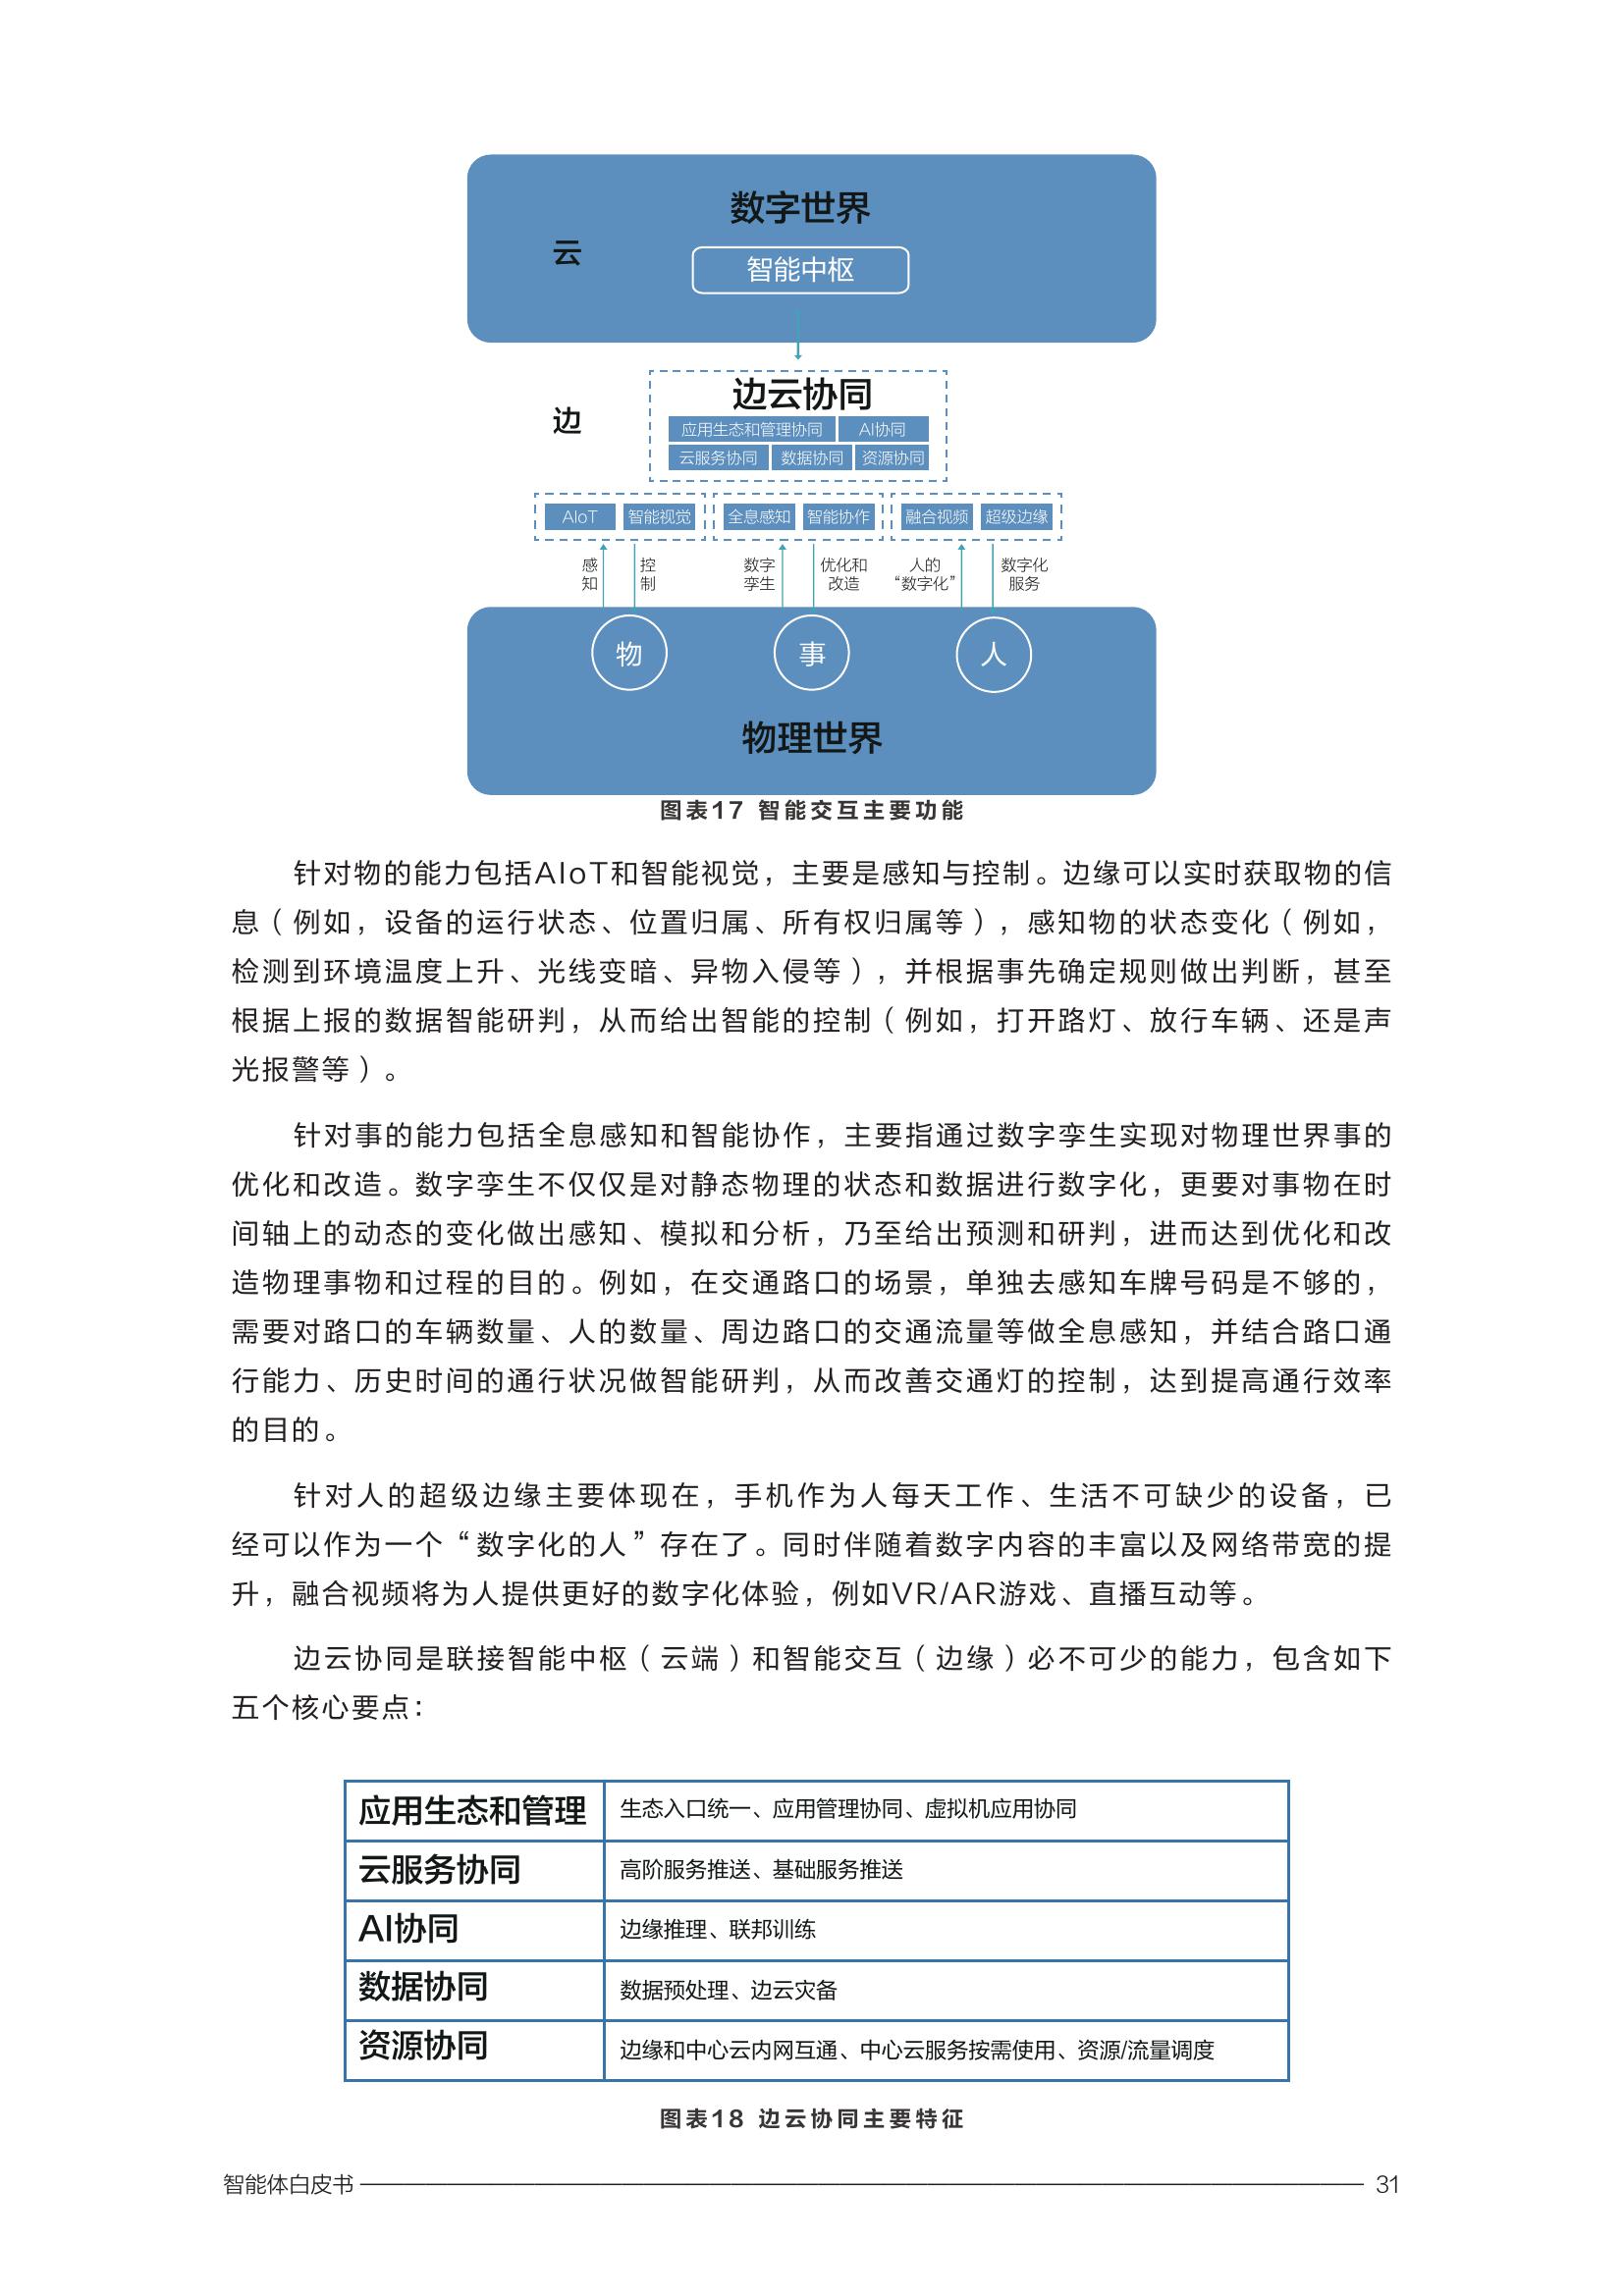 数字世界
云
智能中枢
边云协同
边
应用生态和管理协同 AI协同
云服务协同 数据协同 资源协同
AIoT 智能视觉 全息感知 智能协作 融合视频 超级边缘
感知
控制
数字
孪生
优化和
改造
人的
“数字化”
数字化
服务
物 事 人
物理世界
图表17 智能交互主要功能
针对物的能力包括AIoT和智能视觉，主要是感知与控制。边缘可以实时获取物的信
息（例如，设备的运行状态、位置归属、所有权归属等），感知物的状态变化（例如，
检测到环境温度上升、光线变暗、异物入侵等），并根据事先确定规则做出判断，甚至
根据上报的数据智能研判，从而给出智能的控制（例如，打开路灯、放行车辆、还是声
光报警等）。
针对事的能力包括全息感知和智能协作，主要指通过数字孪生实现对物理世界事的
优化和改造。数字孪生不仅仅是对静态物理的状态和数据进行数字化，更要对事物在时
间轴上的动态的变化做出感知、模拟和分析，乃至给出预测和研判，进而达到优化和改
造物理事物和过程的目的。例如，在交通路口的场景，单独去感知车牌号码是不够的，
需要对路口的车辆数量、人的数量、周边路口的交通流量等做全息感知，并结合路口通
行能力、历史时间的通行状况做智能研判，从而改善交通灯的控制，达到提高通行效率
的目的。
针对人的超级边缘主要体现在，手机作为人每天工作、生活不可缺少的设备，已
经可以作为一个“数字化的人”存在了。同时伴随着数字内容的丰富以及网络带宽的提
升，融合视频将为人提供更好的数字化体验，例如VR/AR游戏、直播互动等。
边云协同是联接智能中枢（云端）和智能交互（边缘）必不可少的能力，包含如下
五个核心要点：
应用生态和管理 生态入口统一、应用管理协同、虚拟机应用协同
云服务协同 高阶服务推送、基础服务推送
AI协同 边缘推理、联邦训练
数据协同 数据预处理、边云灾备
资源协同 边缘和中心云内网互通、中心云服务按需使用、资源/流量调度
图表18 边云协同主要特征
智能体白皮书 31